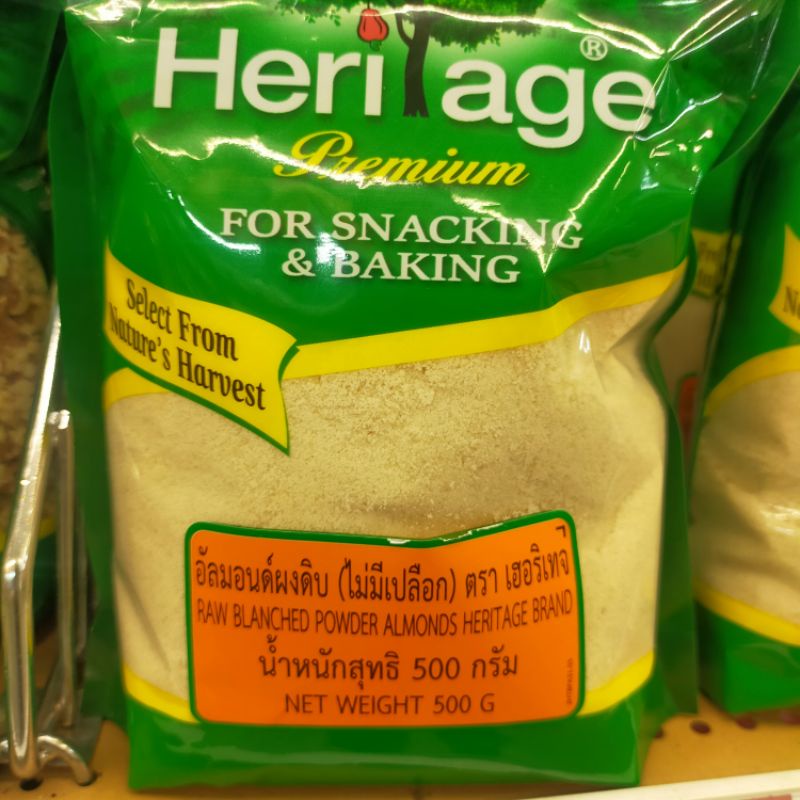 Heritage®
Premium
FOR SNACKING
& BAKING
Select From
Nature's Harvest
อัลมอนด์ผงดิบ (ไม่มีเปลือก) ตรา เฮอริเทจ
RAW BLANCHED POWDER ALMONDS HERITAGE BRAND
น้ำหนักสุทธิ 500 กรัม
NET WEIGHT 500 G